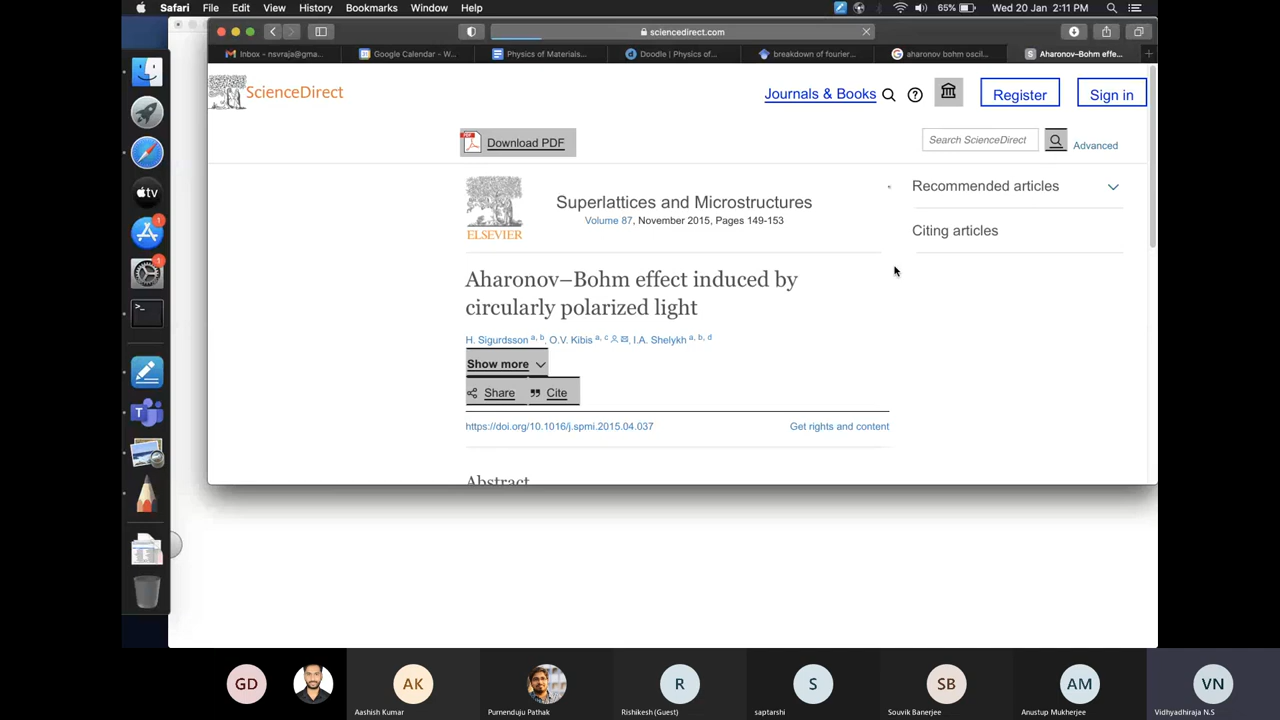 Safari File Edit View History Bookmarks Window Help 65% Wed 20 Jan 2:11 PM
sciencedirect.com
Inbox - nsvraja@gma... Google Calendar - W... Physics of Materials... Doodle | Physics of... breakdown of fourier... aharonov bohm oscil... Aharonov–Bohm effe...
ScienceDirect
Journals & Books
Register
Sign in
Download PDF
Search ScienceDirect
Advanced
Superlattices and Microstructures
Volume 87, November 2015, Pages 149-153
ELSEVIER
Recommended articles
Citing articles
Aharonov–Bohm effect induced by
circularly polarized light
H. Sigurdsson a, b, O.V. Kibis a, c, I.A. Shelykh a, b, d
Show more
Share Cite
https://doi.org/10.1016/j.spmi.2015.04.037
Get rights and content
Abstract
tv
1
1
GD
AK
R
S
SB
AM
VN
Aashish Kumar
Purnenduju Pathak
Rishikesh (Guest)
saptarshi
Souvik Banerjee
Anustup Mukherjee
Vidhyadhiraja N.S